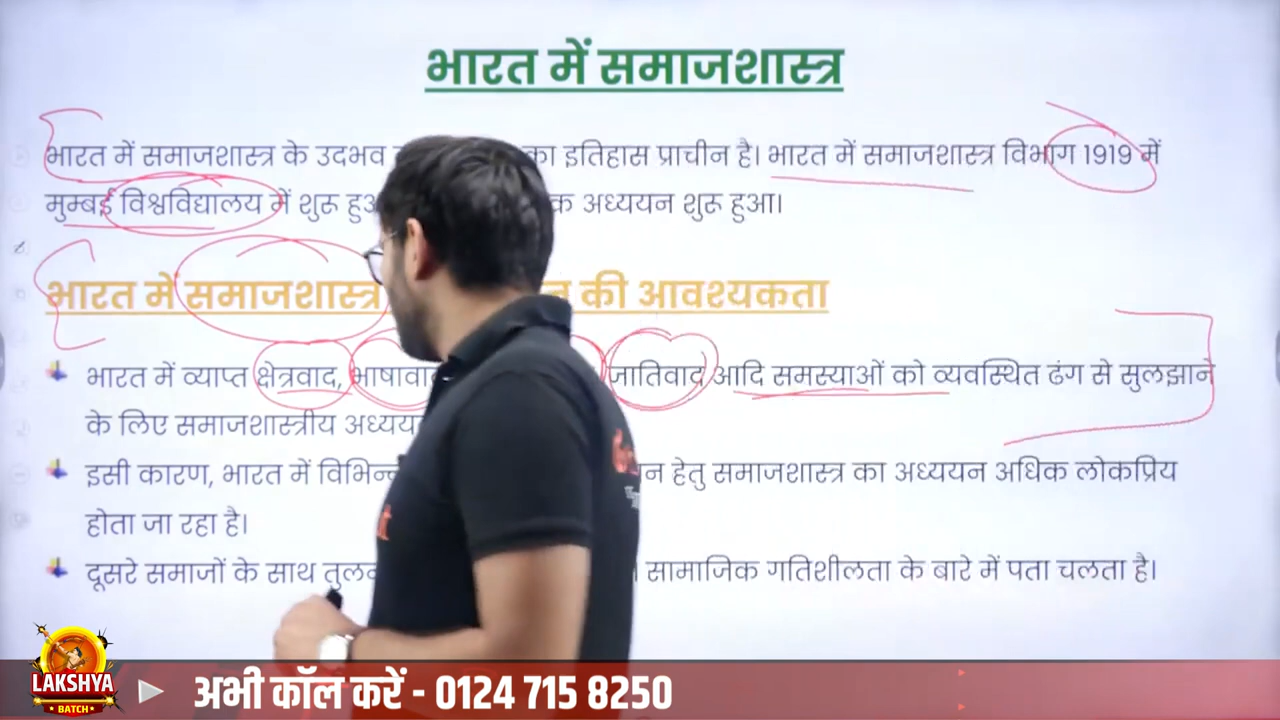 भारत में समाजशास्त्र
भारत में समाजशास्त्र के उदभव का इतिहास प्राचीन है। भारत में समाजशास्त्र विभाग 1919 में
मुम्बई विश्वविद्यालय में शुरू अध्ययन शुरू हुआ।
भारत में समाजशास्त्र की आवश्यकता
भारत में व्याप्त क्षेत्रवाद, जातिवाद आदि समस्याओं को व्यवस्थित ढंग से सुलझाने
के लिए समाजशास्त्रीय
इसी कारण, भारत में हेतु समाजशास्त्र का अध्ययन अधिक लोकप्रिय
होता जा रहा है।
दूसरे समाजों के साथ सामाजिक गतिशीलता के बारे में पता चलता है।
LAKSHYA
BATCH
अभी कॉल करें - 0124 715 8250